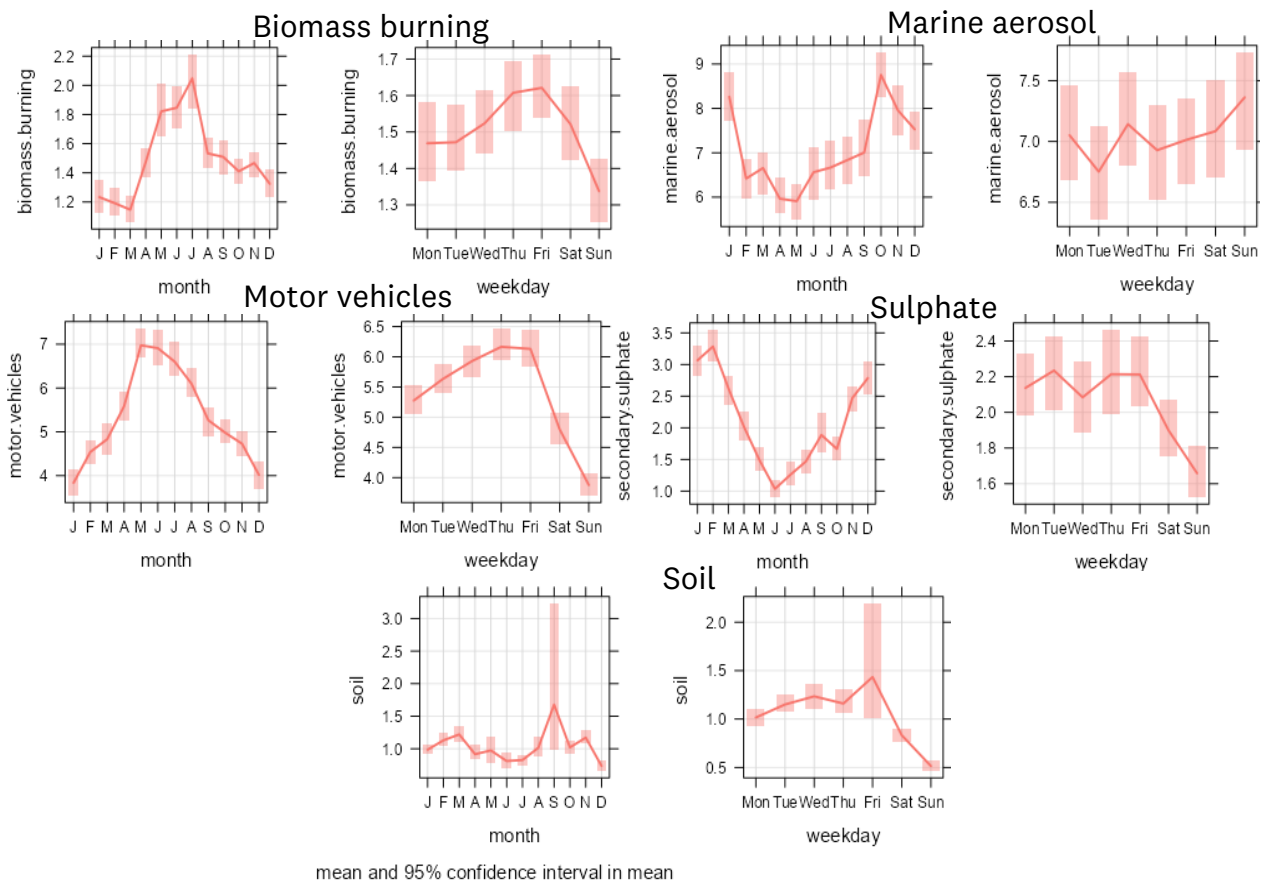 Biomass burning
Marine aerosol
biomass.burning
2.2
2.0
1.8
1.6
1.4
1.2
J F M A M J J A S O N D
month
biomass.burning
1.7
1.6
1.5
1.4
1.3
Mon Tue Wed Thu Fri Sat Sun
weekday
marine.aerosol
9
8
7
6
J F M A M J J A S O N D
month
marine.aerosol
7.5
7.0
6.5
Mon Tue Wed Thu Fri Sat Sun
weekday
Motor vehicles
Sulphate
motor.vehicles
7
6
5
4
J F M A M J J A S O N D
month
motor.vehicles
6.5
6.0
5.5
5.0
4.5
4.0
Mon Tue Wed Thu Fri Sat Sun
weekday
secondary.sulphate
3.5
3.0
2.5
2.0
1.5
1.0
J F M A M J J A S O N D
month
secondary.sulphate
2.4
2.2
2.0
1.8
1.6
Mon Tue Wed Thu Fri Sat Sun
weekday
Soil
soil
3.0
2.5
2.0
1.5
1.0
J F M A M J J A S O N D
month
soil
2.0
1.5
1.0
0.5
Mon Tue Wed Thu Fri Sat Sun
weekday
mean and 95% confidence interval in mean